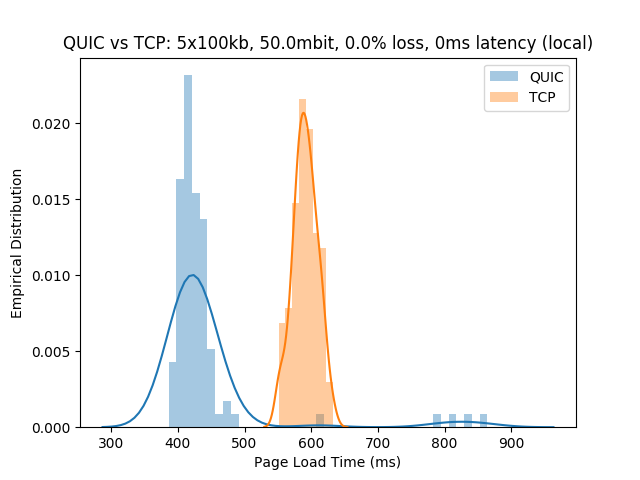 QUIC vs TCP: 5x100kb, 50.0mbit, 0.0% loss, 0ms latency (local)
QUIC
TCP
Empirical Distribution
0.020
0.015
0.010
0.005
0.000
300 400 500 600 700 800 900
Page Load Time (ms)